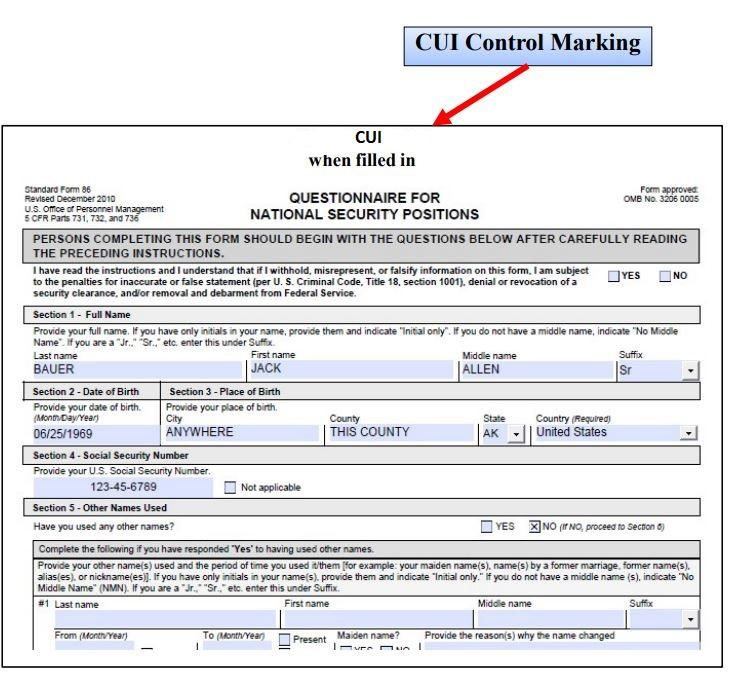 CUI Control Marking
CUI
when filled in
Standard Form 86
Revised December 2010
U.S. Office of Personnel Management
5 CFR Parts 731, 732, and 736
QUESTIONNAIRE FOR
NATIONAL SECURITY POSITIONS
Form approved:
OMB No. 3206 0005
PERSONS COMPLETING THIS FORM SHOULD BEGIN WITH THE QUESTIONS BELOW AFTER CAREFULLY READING
THE PRECEDING INSTRUCTIONS.
I have read the instructions and I understand that if I withhold, misrepresent, or falsify information on this form, I am subject
to the penalties for inaccurate or false statement (per U. S. Criminal Code, Title 18, section 1001), denial or revocation of a
security clearance, and/or removal and debarment from Federal Service.
YES NO
Section 1 - Full Name
Provide your full name. If you have only initials in your name, provide them and indicate "Initial only". If you do not have a middle name, indicate "No Middle
Name". If you are a "Jr.," "Sr.," etc. enter this under Suffix.
Last name First name Middle name Suffix
BAUER JACK ALLEN Sr
Section 2 - Date of Birth Section 3 - Place of Birth
Provide your date of birth. Provide your place of birth.
(Month/Day/Year) City County State Country (Required)
06/25/1969 ANYWHERE THIS COUNTY AK United States
Section 4 - Social Security Number
Provide your U.S. Social Security Number.
123-45-6789 Not applicable
Section 5 - Other Names Used
Have you used any other names? YES X NO (If NO, proceed to Section 6)
Complete the following if you have responded 'Yes' to having used other names.
Provide your other name(s) used and the period of time you used it/them [for example: your maiden name(s), name(s) by a former marriage, former name(s),
alias(es), or nickname(es)]. If you have only initials in your name(s), provide them and indicate "Initial only." If you do not have a middle name (s), indicate "No
Middle Name" (NMN). If you are a "Jr.," "Sr.," etc. enter this under Suffix.
#1 Last name First name Middle name Suffix
From (Month/Year) To (Month/Year) Present Maiden name? Provide the reason(s) why the name changed
YES NO